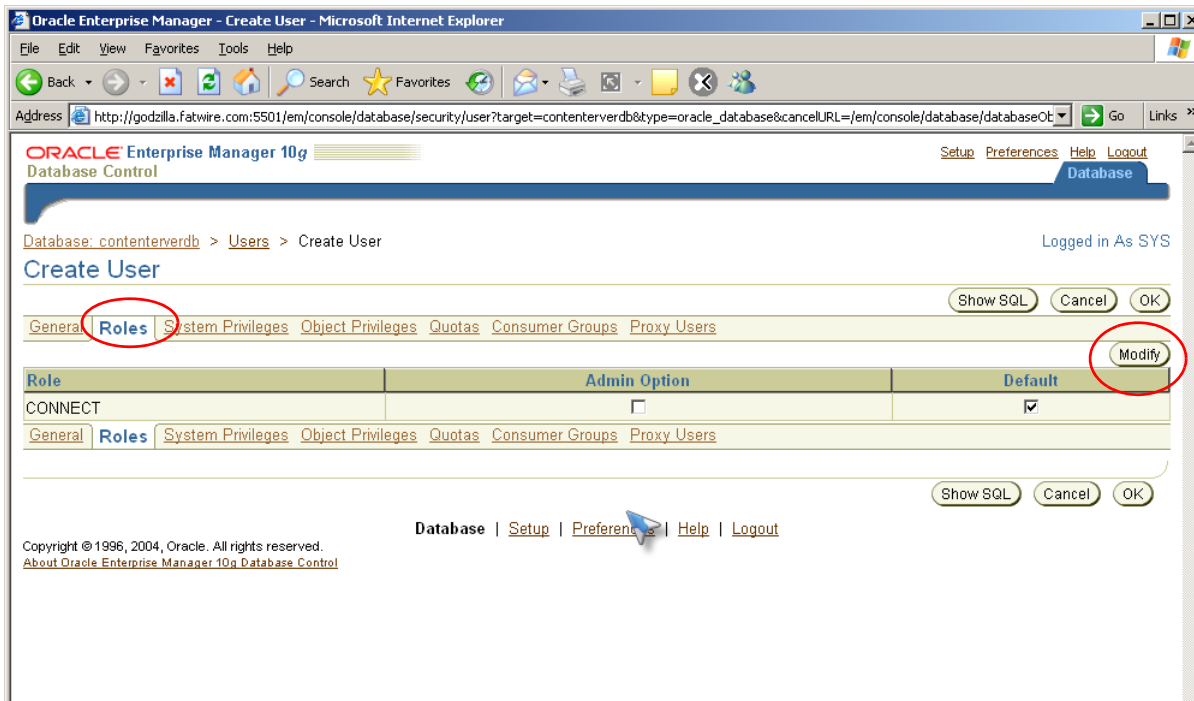 Oracle Enterprise Manager - Create User - Microsoft Internet Explorer
File Edit View Favorites Tools Help
Back Search Favorites
Address http://godzilla.fatwire.com:5501/em/console/database/security/user?target=contenterverdb&type=oracle_database&cancelURL=/em/console/database/databaseOb Go Links »
ORACLE Enterprise Manager 10g
Setup Preferences Help Logout
Database Control
Database
Database: contenterverdb > Users > Create User
Logged in As SYS
Create User
Show SQL Cancel OK
General Roles System Privileges Object Privileges Quotas Consumer Groups Proxy Users
Modify
Role Admin Option Default
CONNECT
General Roles System Privileges Object Privileges Quotas Consumer Groups Proxy Users
Show SQL Cancel OK
Database | Setup | Preferences | Help | Logout
Copyright © 1996, 2004, Oracle. All rights reserved.
About Oracle Enterprise Manager 10g Database Control